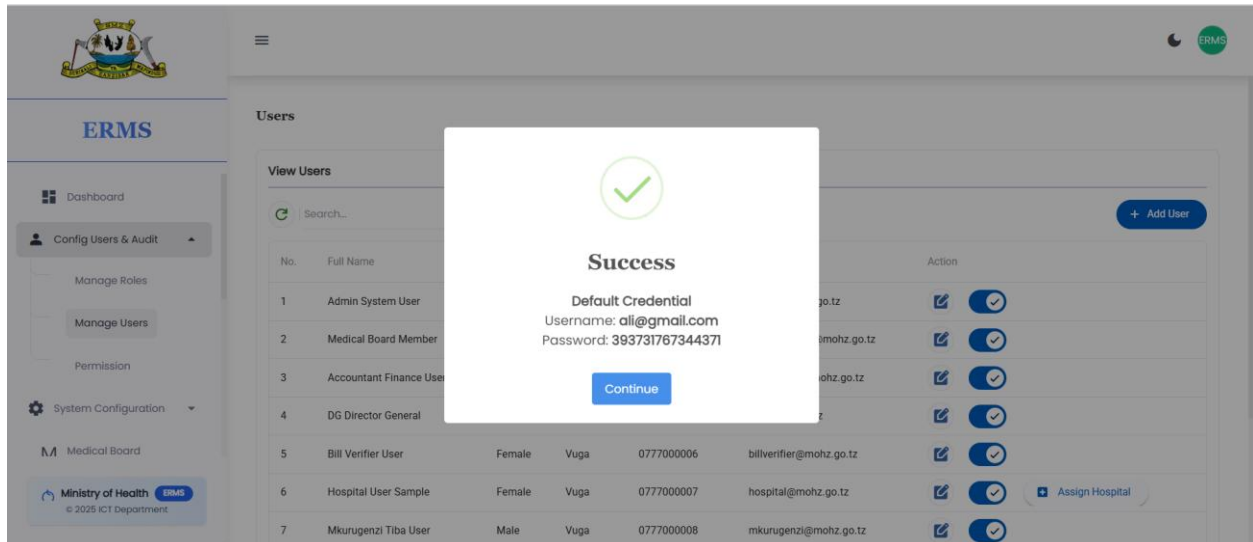 ERMS
ERMS
Dashboard
Config Users & Audit
Manage Roles
Manage Users
Permission
System Configuration
Medical Board
Ministry of Health ERMS
© 2025 ICT Department
Users
View Users
Search...
+ Add User
No. Full Name Action
1 Admin System User go.tz
2 Medical Board Member @mohz.go.tz
3 Accountant Finance User ohz.go.tz
4 DG Director General
5 Bill Verifier User Female Vuga 0777000006 billverifier@mohz.go.tz
6 Hospital User Sample Female Vuga 0777000007 hospital@mohz.go.tz Assign Hospital
7 Mkurugenzi Tiba User Male Vuga 0777000008 mkurugenzi@mohz.go.tz
Success
Default Credential
Username: ali@gmail.com
Password: 393731767344371
Continue